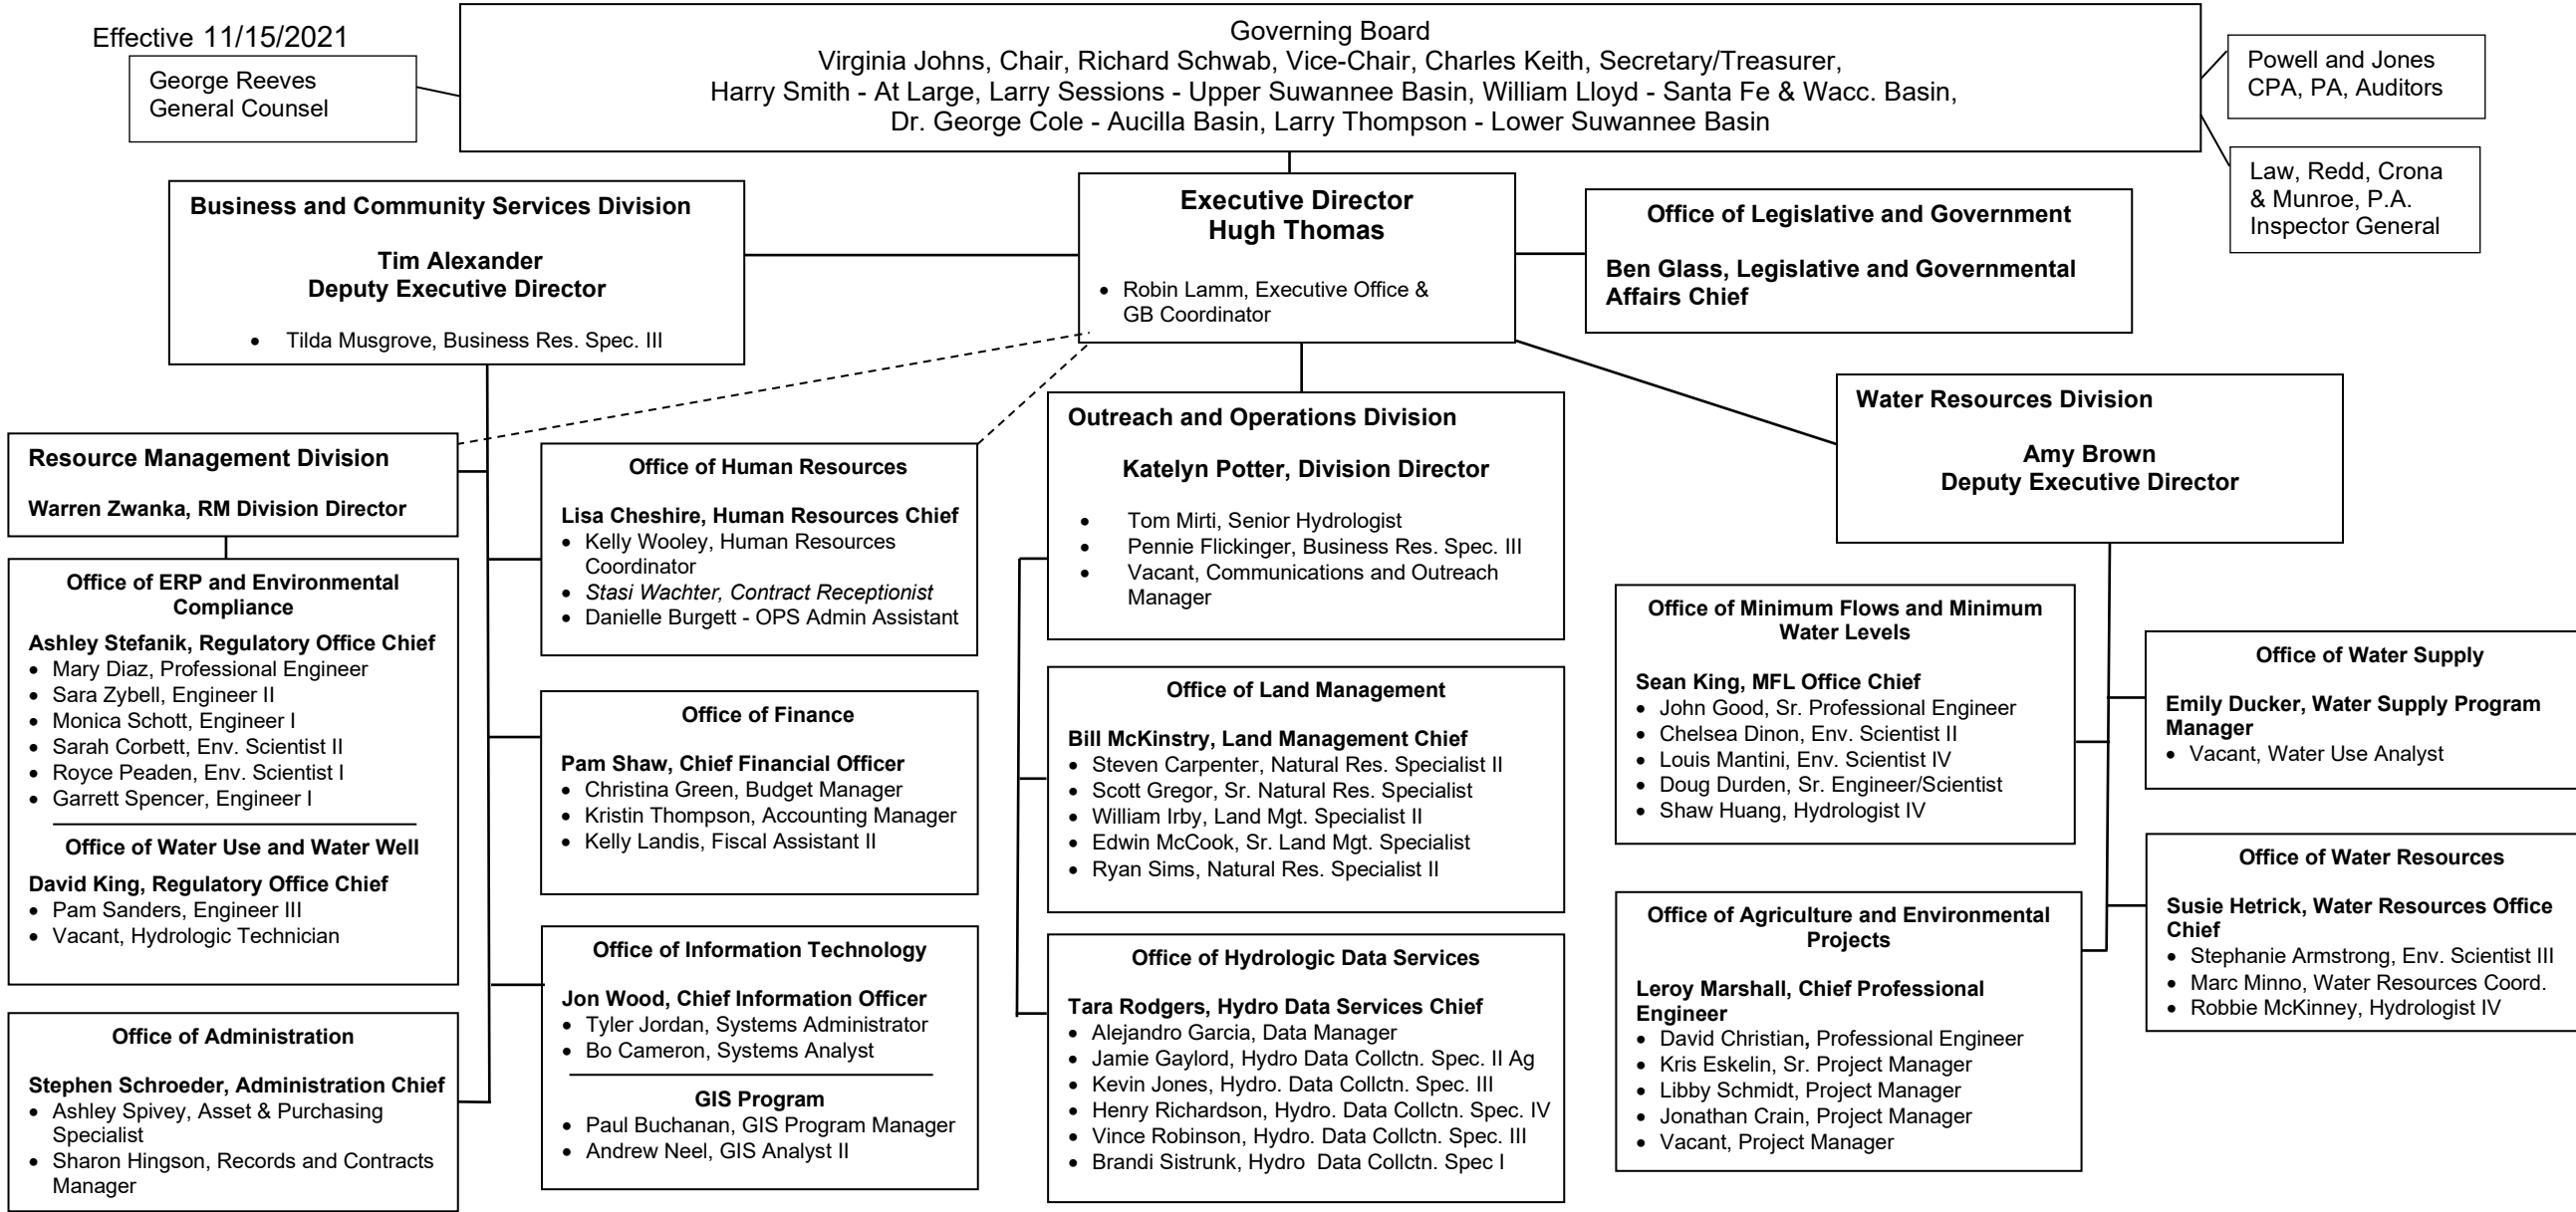 Effective 11/15/2021
George Reeves
General Counsel
Governing Board
Virginia Johns, Chair, Richard Schwab, Vice-Chair, Charles Keith, Secretary/Treasurer,
Harry Smith - At Large, Larry Sessions - Upper Suwannee Basin, William Lloyd - Santa Fe & Wacc. Basin,
Dr. George Cole - Aucilla Basin, Larry Thompson - Lower Suwannee Basin
Powell and Jones
CPA, PA, Auditors
Law, Redd, Crona
& Munroe, P.A.
Inspector General
Business and Community Services Division
Tim Alexander
Deputy Executive Director
• Tilda Musgrove, Business Res. Spec. III
Executive Director
Hugh Thomas
• Robin Lamm, Executive Office &
GB Coordinator
Office of Legislative and Government
Ben Glass, Legislative and Governmental
Affairs Chief
Resource Management Division
Warren Zwanka, RM Division Director
Office of ERP and Environmental
Compliance
Ashley Stefanik, Regulatory Office Chief
• Mary Diaz, Professional Engineer
• Sara Zybell, Engineer II
• Monica Schott, Engineer I
• Sarah Corbett, Env. Scientist II
• Royce Peaden, Env. Scientist I
• Garrett Spencer, Engineer I
Office of Water Use and Water Well
David King, Regulatory Office Chief
• Pam Sanders, Engineer III
• Vacant, Hydrologic Technician
Office of Administration
Stephen Schroeder, Administration Chief
• Ashley Spivey, Asset & Purchasing
Specialist
• Sharon Hingson, Records and Contracts
Manager
Office of Human Resources
Lisa Cheshire, Human Resources Chief
• Kelly Wooley, Human Resources
Coordinator
• Stasi Wachter, Contract Receptionist
• Danielle Burgett - OPS Admin Assistant
Office of Finance
Pam Shaw, Chief Financial Officer
• Christina Green, Budget Manager
• Kristin Thompson, Accounting Manager
• Kelly Landis, Fiscal Assistant II
Office of Information Technology
Jon Wood, Chief Information Officer
• Tyler Jordan, Systems Administrator
• Bo Cameron, Systems Analyst
GIS Program
• Paul Buchanan, GIS Program Manager
• Andrew Neel, GIS Analyst II
Outreach and Operations Division
Katelyn Potter, Division Director
• Tom Mirti, Senior Hydrologist
• Pennie Flickinger, Business Res. Spec. III
• Vacant, Communications and Outreach
Manager
Office of Land Management
Bill McKinstry, Land Management Chief
• Steven Carpenter, Natural Res. Specialist II
• Scott Gregor, Sr. Natural Res. Specialist
• William Irby, Land Mgt. Specialist II
• Edwin McCook, Sr. Land Mgt. Specialist
• Ryan Sims, Natural Res. Specialist II
Office of Hydrologic Data Services
Tara Rodgers, Hydro Data Services Chief
• Alejandro Garcia, Data Manager
• Jamie Gaylord, Hydro Data Collctn. Spec. II Ag
• Kevin Jones, Hydro. Data Collctn. Spec. III
• Henry Richardson, Hydro. Data Collctn. Spec. IV
• Vince Robinson, Hydro. Data Collctn. Spec. III
• Brandi Sistrunk, Hydro Data Collctn. Spec I
Water Resources Division
Amy Brown
Deputy Executive Director
Office of Minimum Flows and Minimum
Water Levels
Sean King, MFL Office Chief
• John Good, Sr. Professional Engineer
• Chelsea Dinon, Env. Scientist II
• Louis Mantini, Env. Scientist IV
• Doug Durden, Sr. Engineer/Scientist
• Shaw Huang, Hydrologist IV
Office of Agriculture and Environmental
Projects
Leroy Marshall, Chief Professional
Engineer
• David Christian, Professional Engineer
• Kris Eskelin, Sr. Project Manager
• Libby Schmidt, Project Manager
• Jonathan Crain, Project Manager
• Vacant, Project Manager
Office of Water Supply
Emily Ducker, Water Supply Program
Manager
• Vacant, Water Use Analyst
Office of Water Resources
Susie Hetrick, Water Resources Office
Chief
• Stephanie Armstrong, Env. Scientist III
• Marc Minno, Water Resources Coord.
• Robbie McKinney, Hydrologist IV